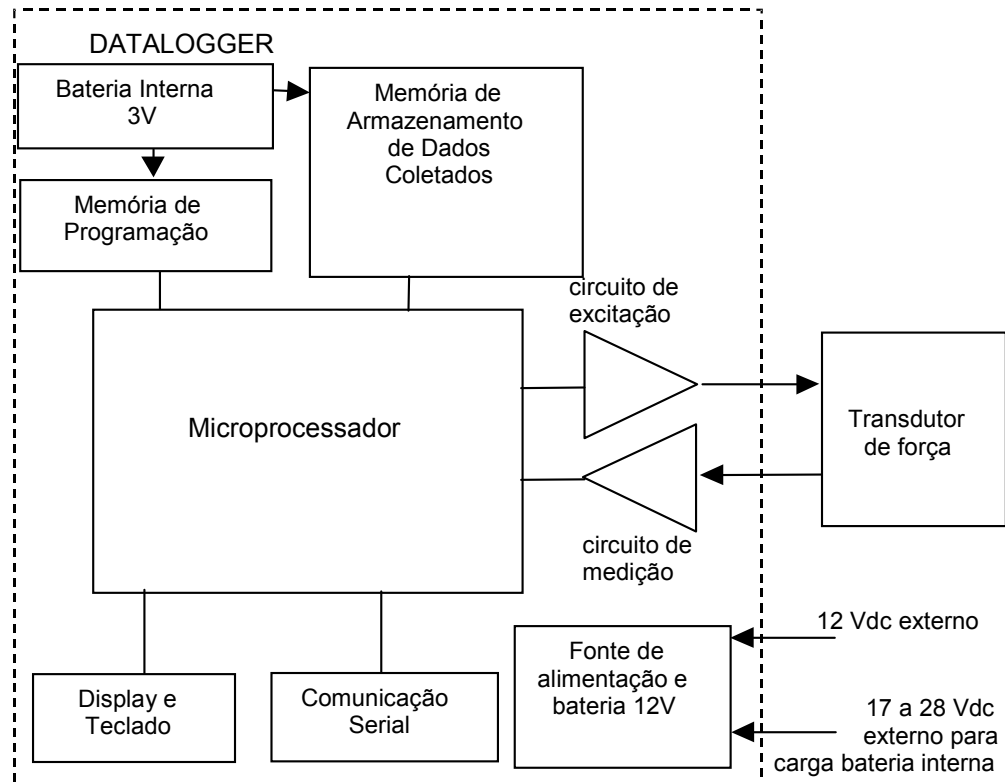 DATALOGGER
Bateria Interna
3V
Memória de
Armazenamento
de Dados
Coletados
Memória de
Programação
circuito de
excitação
Microprocessador
Transdutor
de força
circuito de
medição
12 Vdc externo
Fonte de
alimentação e
bateria 12V
Display e
Teclado
Comunicação
Serial
17 a 28 Vdc
externo para
carga bateria interna